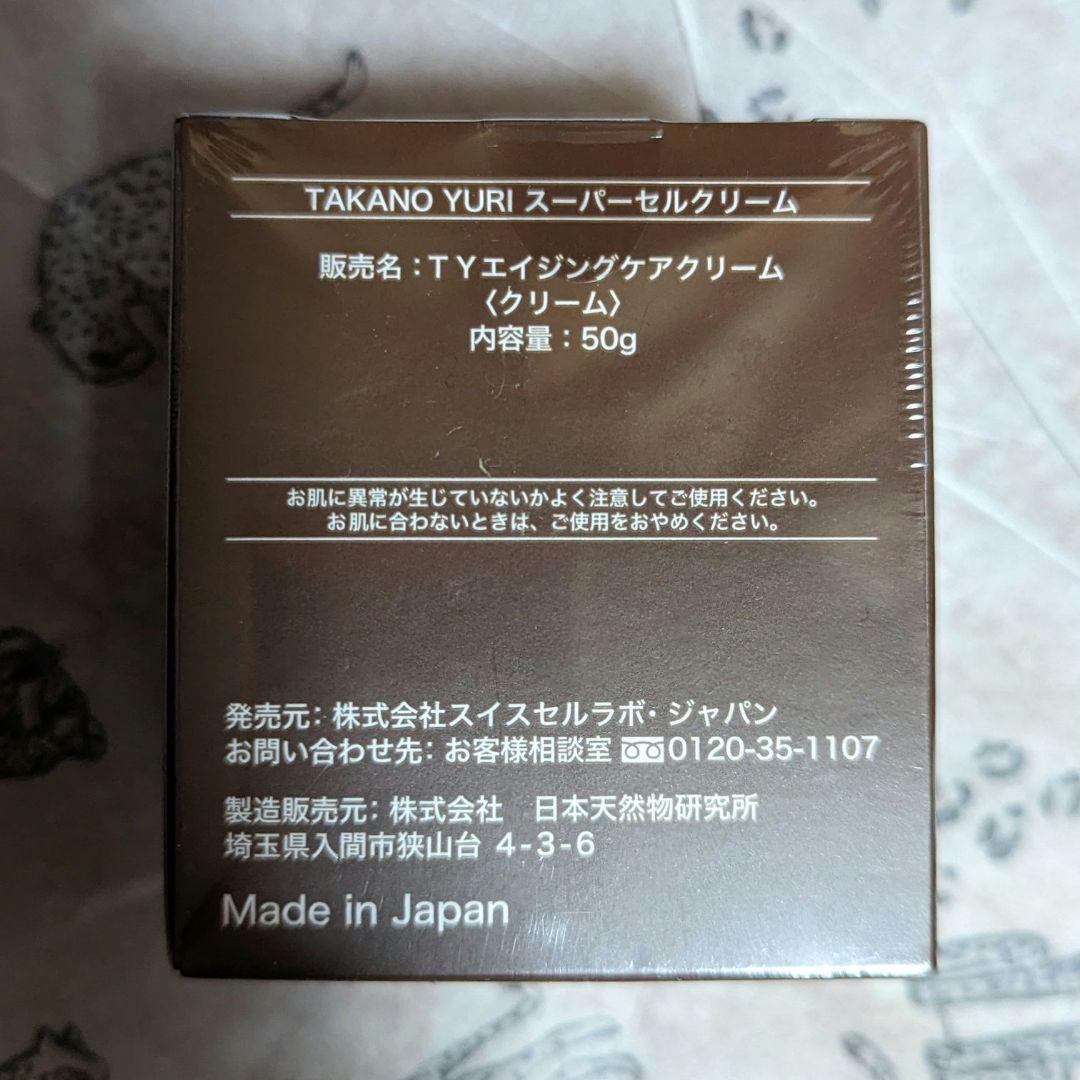 TAKANO YURI スーパーセルクリーム
販売名：ＴＹエイジングケアクリーム
〈クリーム〉
内容量：50g
お肌に異常が生じていないかよく注意してご使用ください。
お肌に合わないときは、ご使用をおやめください。
発売元：株式会社スイスセルラボ・ジャパン
お問い合わせ先：お客様相談室 0120-35-1107
製造販売元：株式会社　日本天然物研究所
埼玉県入間市狭山台 4-3-6
Made in Japan